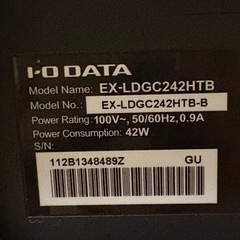 I-O DATA
Model Name: EX-LDGC242HTB
Model No.: EX-LDGC242HTB-B
Power Rating: 100V~, 50/60Hz, 0.9A
Power Consumption: 42W
S/N:
112B1348489Z GU